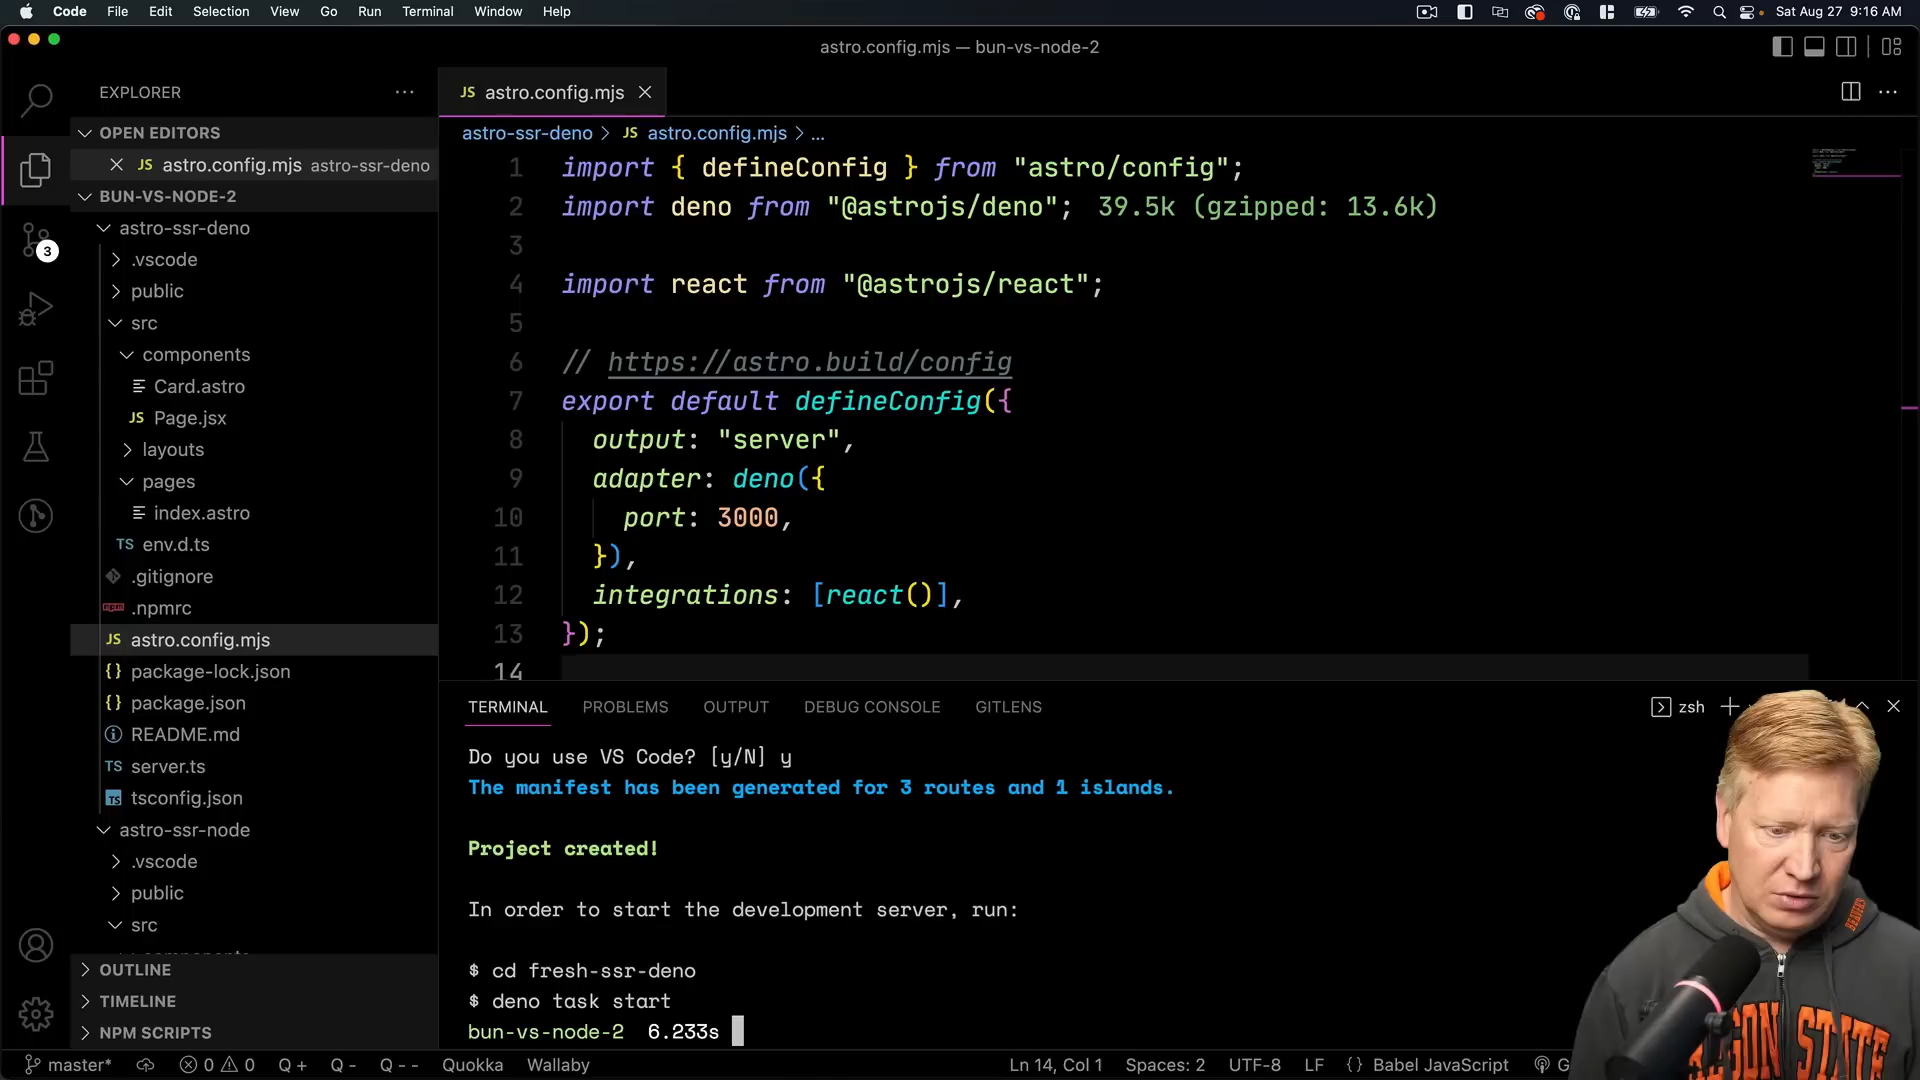 Code File Edit Selection View Go Run Terminal Window Help Sat Aug 27 9:16 AM
astro.config.mjs — bun-vs-node-2
EXPLORER
OPEN EDITORS
JS astro.config.mjs astro-ssr-deno
BUN-VS-NODE-2
astro-ssr-deno
.vscode
public
src
components
Card.astro
JS Page.jsx
layouts
pages
index.astro
TS env.d.ts
.gitignore
.npmrc
JS astro.config.mjs
{} package-lock.json
{} package.json
README.md
TS server.ts
TS tsconfig.json
astro-ssr-node
.vscode
public
src
OUTLINE
TIMELINE
NPM SCRIPTS
3
JS astro.config.mjs
astro-ssr-deno > JS astro.config.mjs > ...
1 import { defineConfig } from "astro/config";
2 import deno from "@astrojs/deno"; 39.5k (gzipped: 13.6k)
3
4 import react from "@astrojs/react";
5
6 // https://astro.build/config
7 export default defineConfig({
8 output: "server",
9 adapter: deno({
10 port: 3000,
11 }),
12 integrations: [react()],
13 });
14
TERMINAL PROBLEMS OUTPUT DEBUG CONSOLE GITLENS zsh
Do you use VS Code? [y/N] y
The manifest has been generated for 3 routes and 1 islands.
Project created!
In order to start the development server, run:
$ cd fresh-ssr-deno
$ deno task start
bun-vs-node-2 6.233s
BEAVERS
STATE
master* 0 0 Q + Q - Q - - Quokka Wallaby Ln 14, Col 1 Spaces: 2 UTF-8 LF {} Babel JavaScript